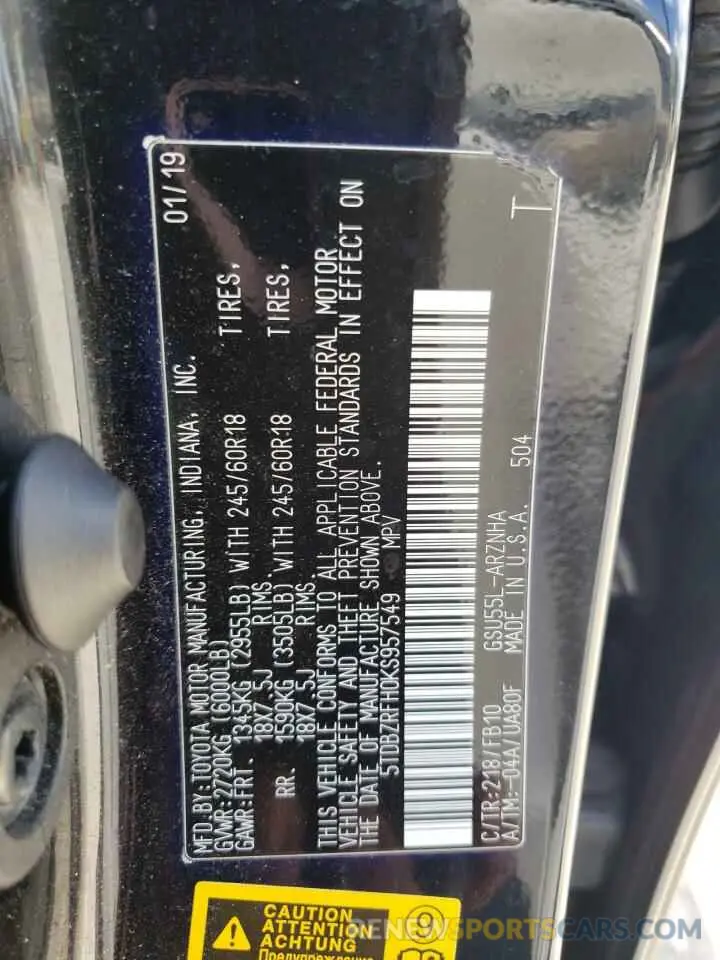 MFD.BY:TOYOTA MOTOR MANUFACTURING, INDIANA, INC. 01/19
GVWR:2720KG (6000LB)
GAWR:FRT. 1345KG (2955LB) WITH 245/60R18 TIRES,
18X7.5J RIMS.
RR. 1590KG (3505LB) WITH 245/60R18 TIRES,
18X7.5J RIMS.
THIS VEHICLE CONFORMS TO ALL APPLICABLE FEDERAL MOTOR
VEHICLE SAFETY AND THEFT PREVENTION STANDARDS IN EFFECT ON
THE DATE OF MANUFACTURE SHOWN ABOVE.
5TDBZRFH0KS957549 MPV
C/TR:218/FB10 GSU55L-ARZNHA
A/TM:-04A/UA80F MADE IN U.S.A. 504
T
CAUTION
ATTENTION
ACHTUNG
Предупреждение
RENEWSPORTSCARS.COM